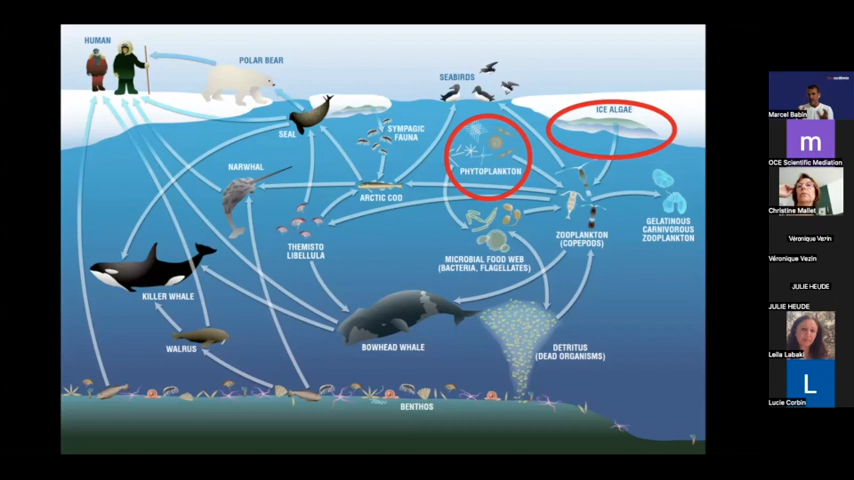 HUMAN
POLAR BEAR
SEABIRDS
ICE ALGAE
SEAL
SYMPAGIC
FAUNA
PHYTOPLANKTON
NARWHAL
ARCTIC COD
ZOOPLANKTON
(COPEPODS)
GELATINOUS
CARNIVOROUS
ZOOPLANKTON
THEMISTO
LIBELLULA
MICROBIAL FOOD WEB
(BACTERIA, FLAGELLATES)
KILLER WHALE
WALRUS
BOWHEAD WHALE
DETRITUS
(DEAD ORGANISMS)
BENTHOS
Marcel Babin
m
OCE Scientific Mediation
Christine Mallet
Véronique Vezin
Véronique Vezin
JULIE HEUDE
JULIE HEUDE
Leila Labaki
L
Lucie Corbin